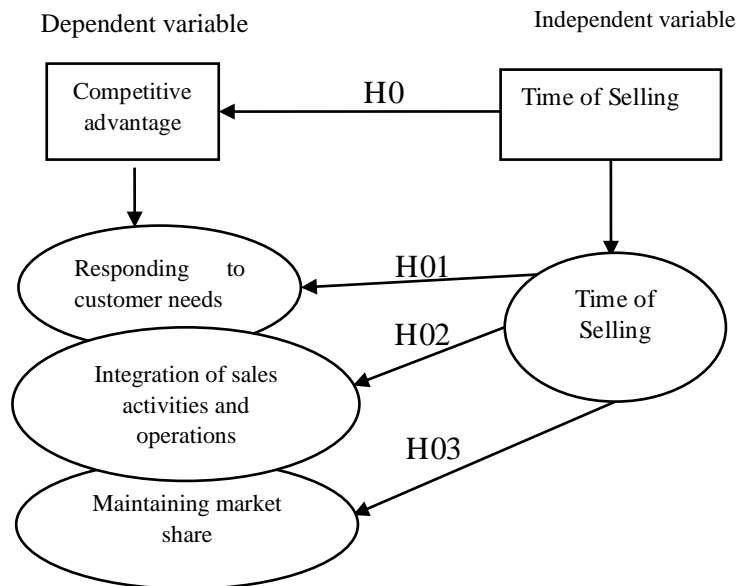 Dependent variable
Independent variable
Competitive
advantage
H0
Time of Selling
Responding to
customer needs
H01
Time of
Selling
H02
Integration of sales
activities and
operations
H03
Maintaining market
share